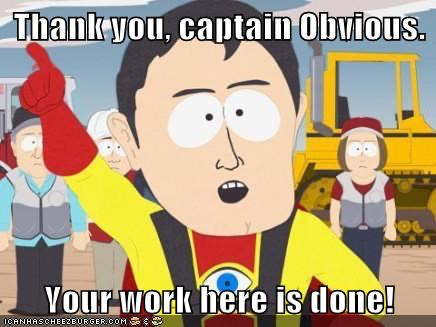 Thank you, captain Obvious.
Your work here is done!
ICANHASCHEEZBURGER.COM